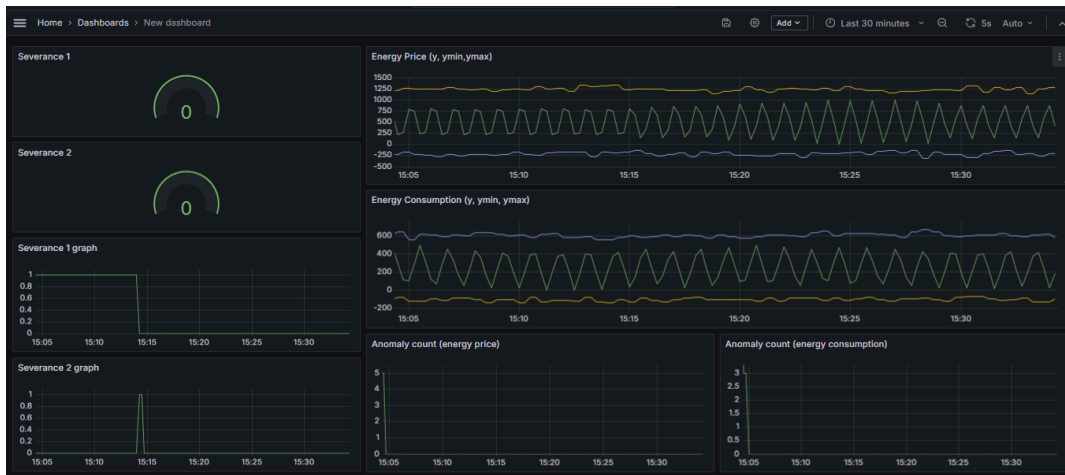 Home › Dashboards › New dashboard
Add
Last 30 minutes
5s
Auto
Severance 1
0
Severance 2
0
Severance 1 graph
1
0.8
0.6
0.4
0.2
0
15:05 15:10 15:15 15:20 15:25 15:30
Severance 2 graph
1
0.8
0.6
0.4
0.2
0
15:05 15:10 15:15 15:20 15:25 15:30
Energy Price (y, ymin,ymax)
1500
1250
1000
750
500
250
0
-250
-500
15:05 15:10 15:15 15:20 15:25 15:30
Energy Consumption (y, ymin, ymax)
600
400
200
0
-200
15:05 15:10 15:15 15:20 15:25 15:30
Anomaly count (energy price)
5
4
3
2
1
0
15:05 15:10 15:15 15:20 15:25 15:30
Anomaly count (energy consumption)
3
2.5
2
1.5
1
0.5
0
15:05 15:10 15:15 15:20 15:25 15:30